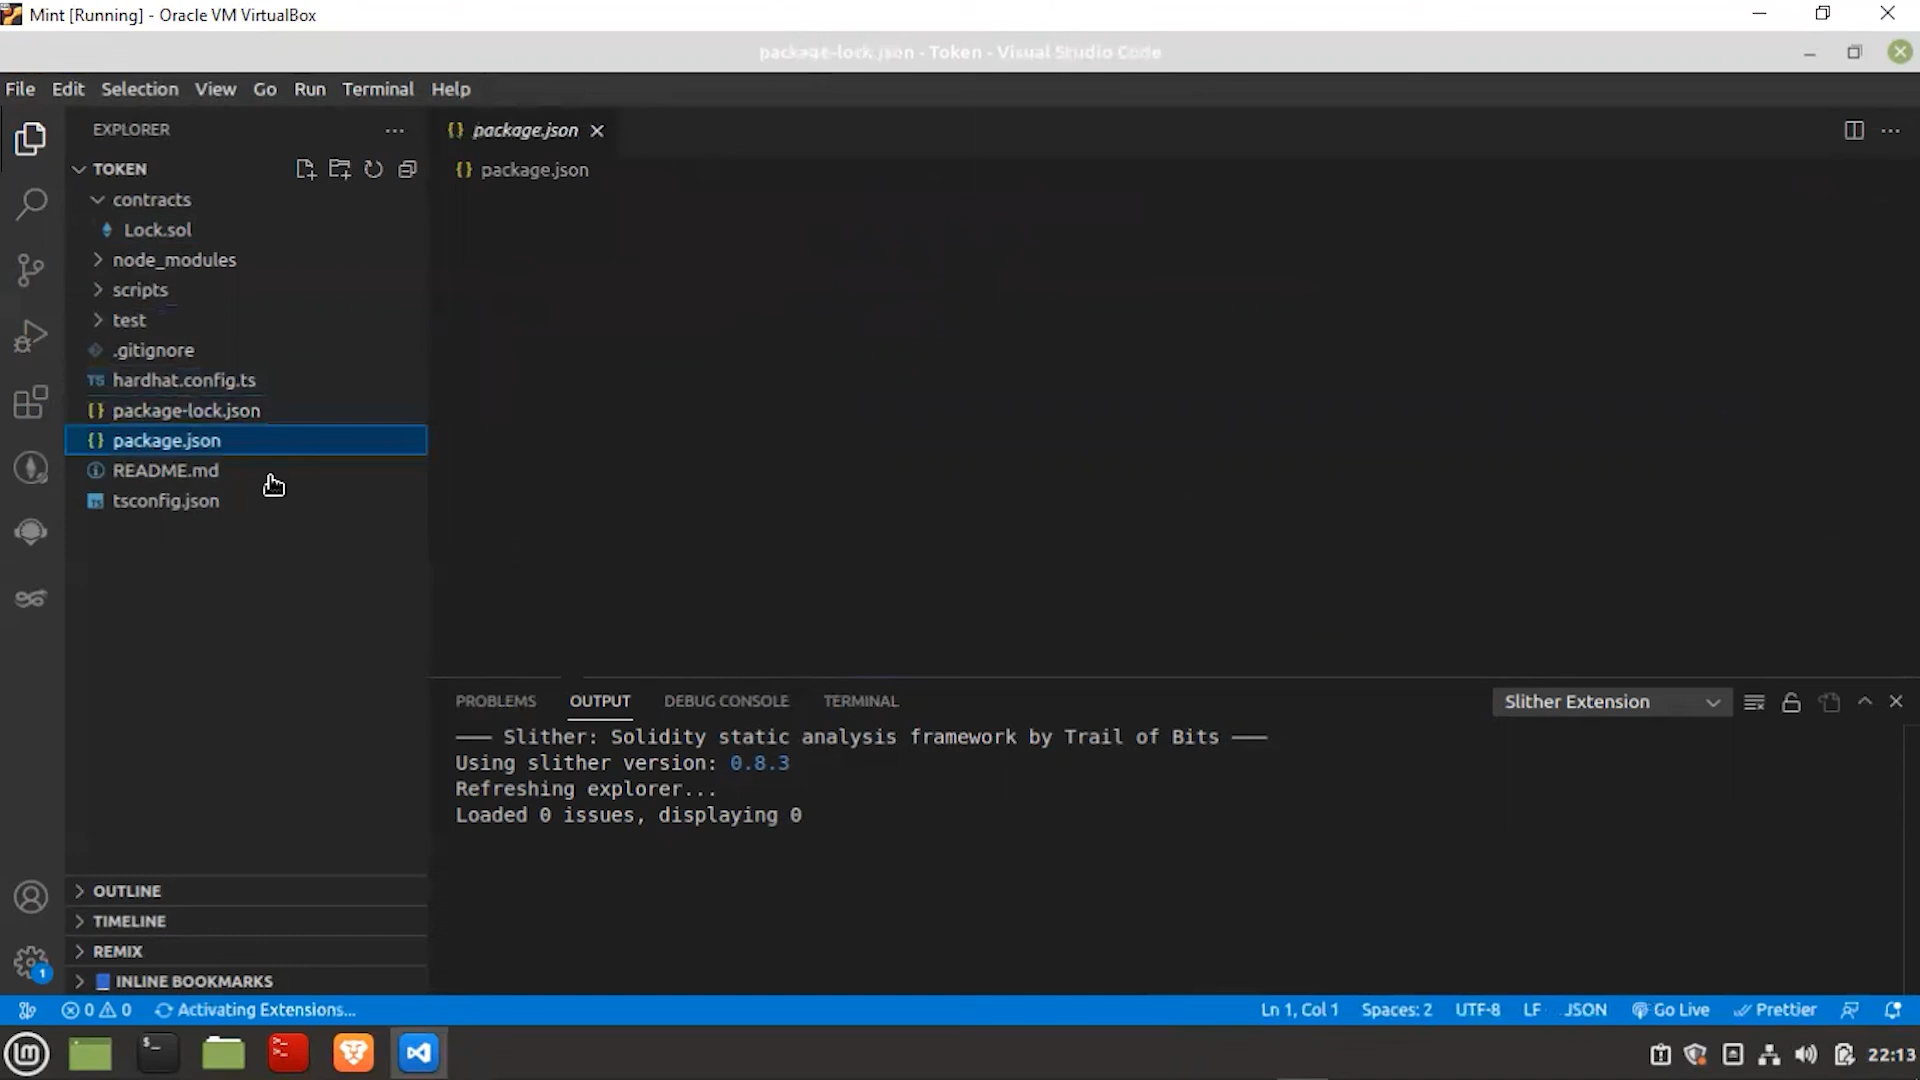 Mint [Running] - Oracle VM VirtualBox
package-lock.json - Token - Visual Studio Code
File Edit Selection View Go Run Terminal Help
EXPLORER
TOKEN
contracts
Lock.sol
node_modules
scripts
test
.gitignore
TS hardhat.config.ts
{} package-lock.json
{} package.json
README.md
TS tsconfig.json
OUTLINE
TIMELINE
REMIX
INLINE BOOKMARKS
{} package.json
{} package.json
PROBLEMS OUTPUT DEBUG CONSOLE TERMINAL
Slither Extension
—— Slither: Solidity static analysis framework by Trail of Bits ——
Using slither version: 0.8.3
Refreshing explorer...
Loaded 0 issues, displaying 0
1
0 0 Activating Extensions... Ln 1, Col 1 Spaces: 2 UTF-8 LF JSON Go Live Prettier
22:13